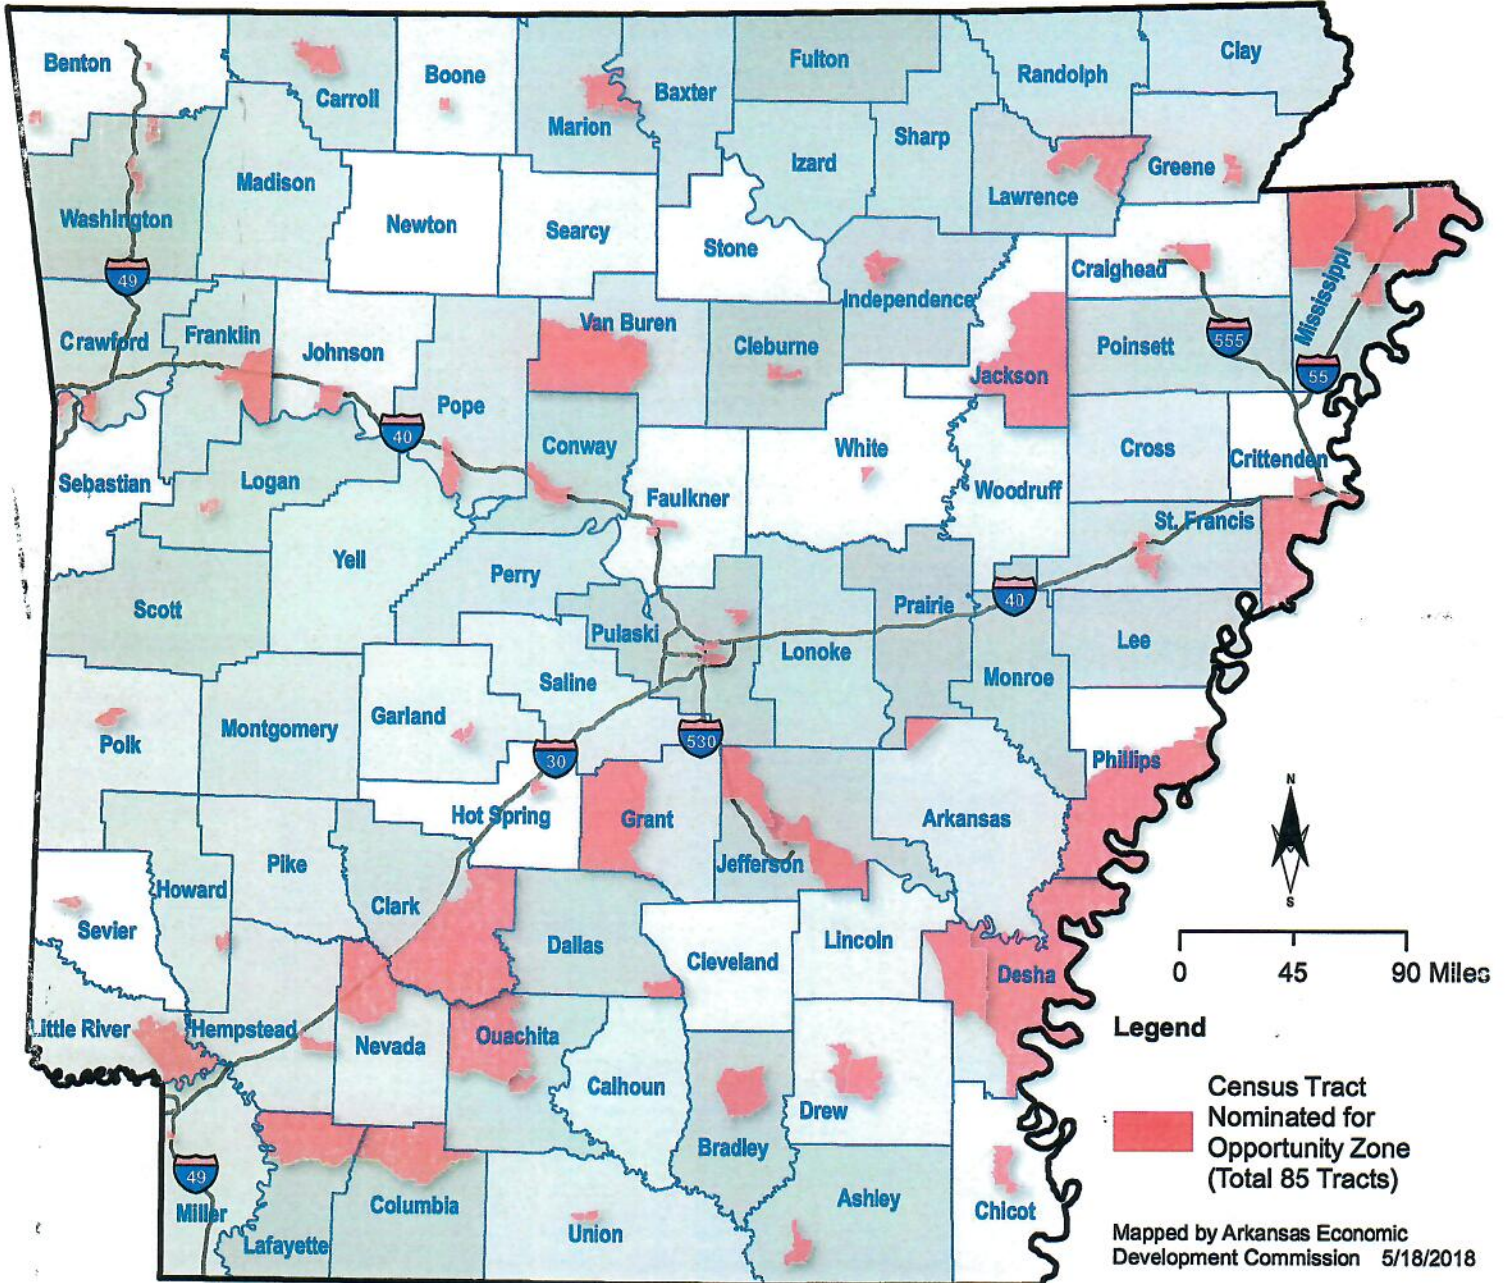 Benton
Carroll
Boone
Marion
Baxter
Fulton
Randolph
Clay
Sharp
Izard
Lawrence
Greene
Washington
Madison
Newton
Searcy
Stone
Independence
Craighead
Mississippi
49
Crawford
Franklin
Johnson
Van Buren
Cleburne
Jackson
Poinsett
555
55
Pope
40
Conway
White
Cross
Crittenden
Sebastian
Logan
Faulkner
Woodruff
St. Francis
Yell
Perry
Scott
Pulaski
Prairie
40
Lonoke
Lee
Monroe
Saline
Garland
Montgomery
Polk
530
30
Phillips
Hot Spring
Grant
Arkansas
Jefferson
Pike
Howard
Clark
Sevier
Dallas
Cleveland
Lincoln
Desha
Little River
Hempstead
Nevada
Ouachita
Calhoun
Drew
Bradley
49
Miller
Lafayette
Columbia
Union
Ashley
Chicot
N
S
0 45 90 Miles
Legend
Census Tract
Nominated for
Opportunity Zone
(Total 85 Tracts)
Mapped by Arkansas Economic
Development Commission 5/18/2018